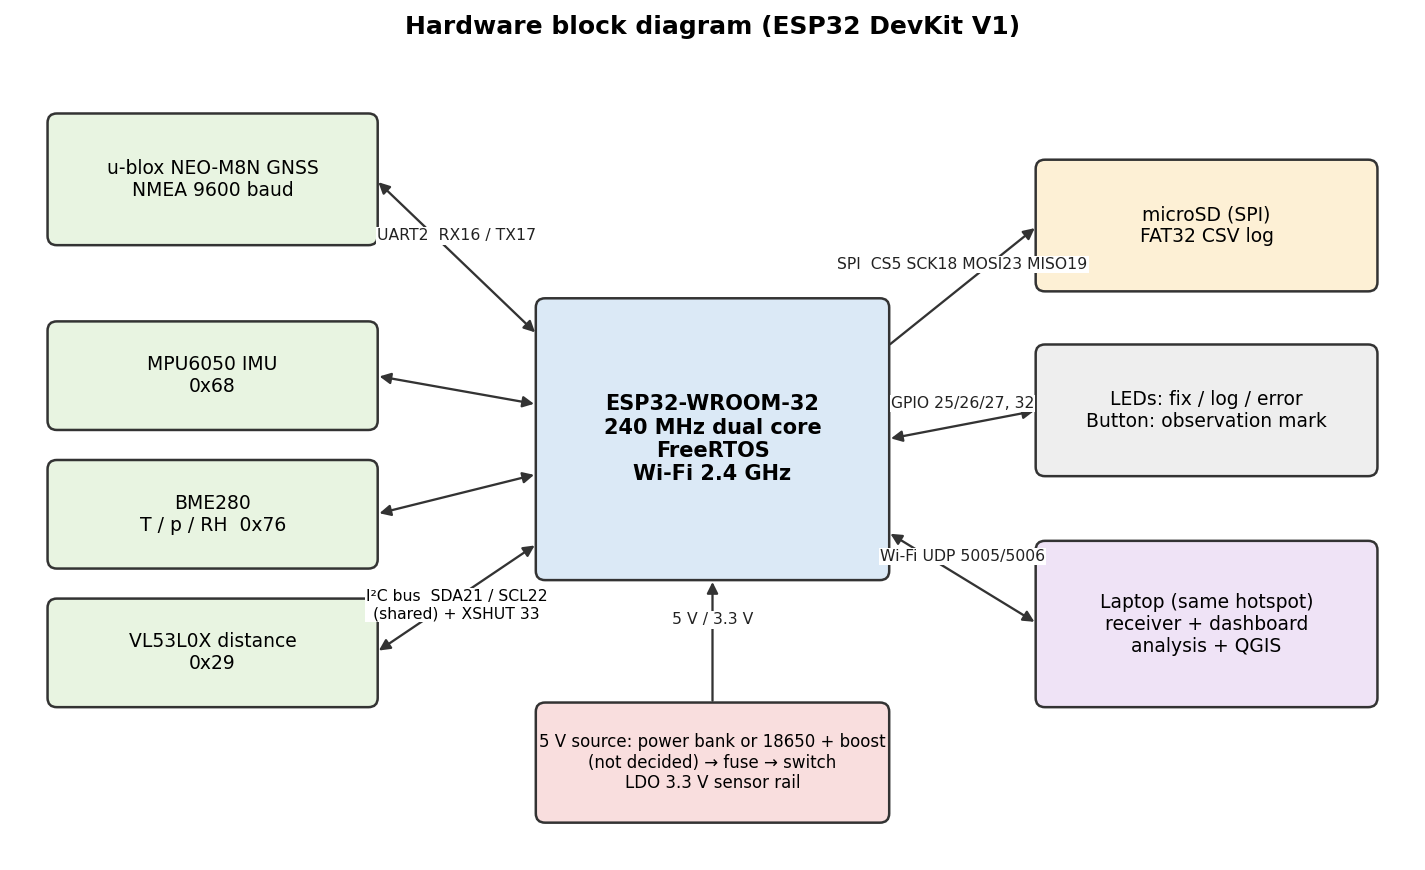 Hardware block diagram (ESP32 DevKit V1)
u-blox NEO-M8N GNSS
NMEA 9600 baud
UART2  RX16 / TX17
MPU6050 IMU
0x68
BME280
T / p / RH  0x76
I²C bus  SDA21 / SCL22
(shared) + XSHUT 33
VL53L0X distance
0x29
ESP32-WROOM-32
240 MHz dual core
FreeRTOS
Wi-Fi 2.4 GHz
5 V / 3.3 V
5 V source: power bank or 18650 + boost
(not decided) → fuse → switch
LDO 3.3 V sensor rail
SPI  CS5 SCK18 MOSI23 MISO19
microSD (SPI)
FAT32 CSV log
GPIO 25/26/27, 32
LEDs: fix / log / error
Button: observation mark
Wi-Fi UDP 5005/5006
Laptop (same hotspot)
receiver + dashboard
analysis + QGIS